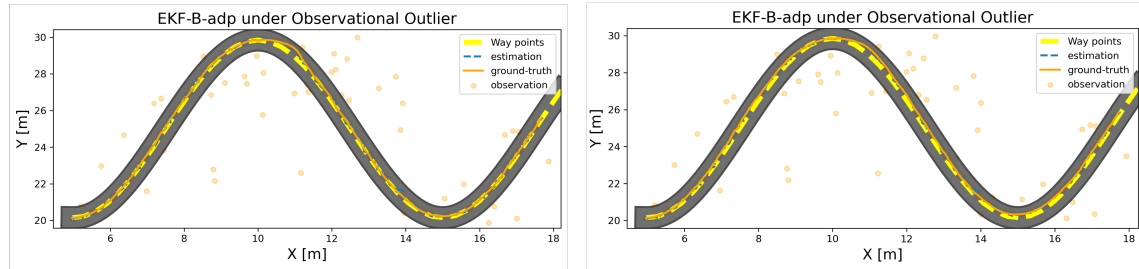 EKF-B-adp under Observational Outlier
Y [m]
30
28
26
24
22
20
Way points
estimation
ground-truth
observation
6
8
10
12
14
16
18
X [m]
EKF-B-adp under Observational Outlier
Y [m]
30
28
26
24
22
20
Way points
estimation
ground-truth
observation
6
8
10
12
14
16
18
X [m]